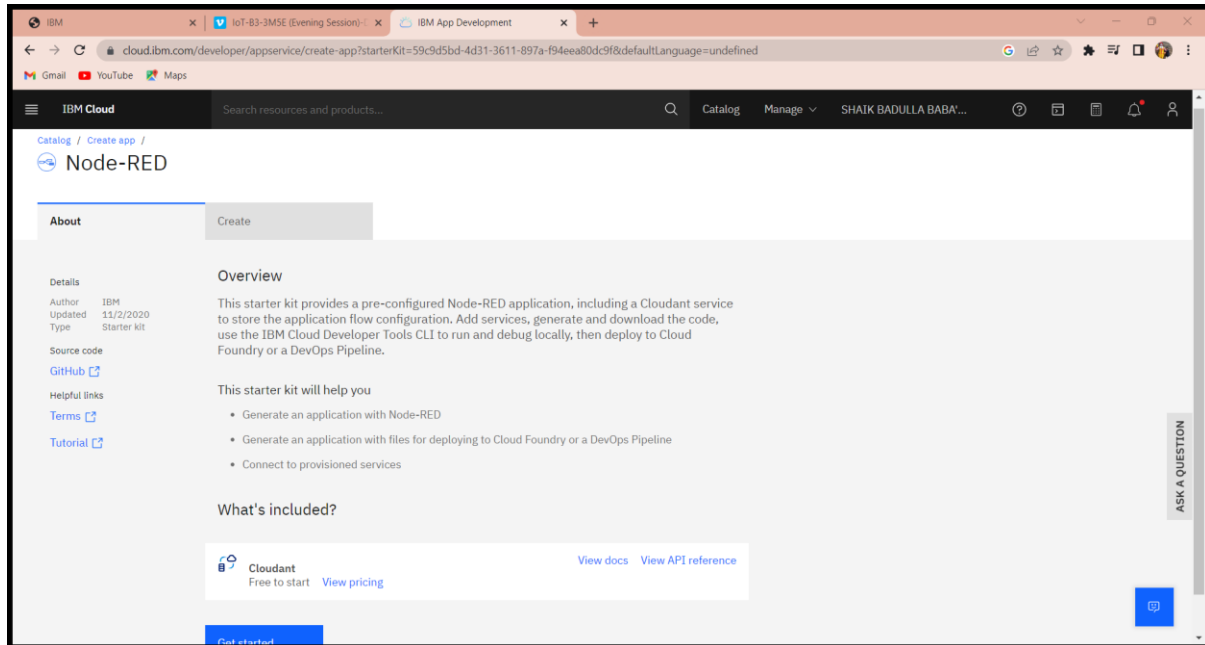 IBM
IoT-B3-3M5E (Evening Session)-
IBM App Development
cloud.ibm.com/developer/appservice/create-app?starterKit=59c9d5bd-4d31-3611-897a-f94eea80dc9f&defaultLanguage=undefined
Gmail YouTube Maps
IBM Cloud
Search resources and products...
Catalog Manage SHAIK BADULLA BABA'...
Catalog / Create app /
Node-RED
About Create
Details
Author IBM
Updated 11/2/2020
Type Starter kit
Source code
GitHub
Helpful links
Terms
Tutorial
Overview
This starter kit provides a pre-configured Node-RED application, including a Cloudant service
to store the application flow configuration. Add services, generate and download the code,
use the IBM Cloud Developer Tools CLI to run and debug locally, then deploy to Cloud
Foundry or a DevOps Pipeline.
This starter kit will help you
• Generate an application with Node-RED
• Generate an application with files for deploying to Cloud Foundry or a DevOps Pipeline
• Connect to provisioned services
What's included?
Cloudant
Free to start View pricing
View docs View API reference
Get started
ASK A QUESTION